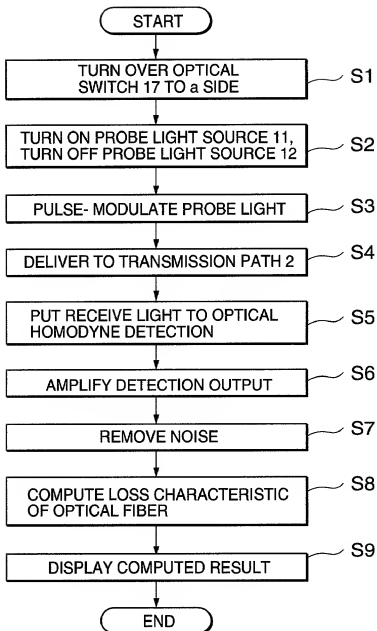 START
TURN OVER OPTICAL
SWITCH 17 TO a SIDE
S1
TURN ON PROBE LIGHT SOURCE 11,
TURN OFF PROBE LIGHT SOURCE 12
S2
PULSE- MODULATE PROBE LIGHT
S3
DELIVER TO TRANSMISSION PATH 2
S4
PUT RECEIVE LIGHT TO OPTICAL
HOMODYNE DETECTION
S5
AMPLIFY DETECTION OUTPUT
S6
REMOVE NOISE
S7
COMPUTE LOSS CHARACTERISTIC
OF OPTICAL FIBER
S8
DISPLAY COMPUTED RESULT
S9
END